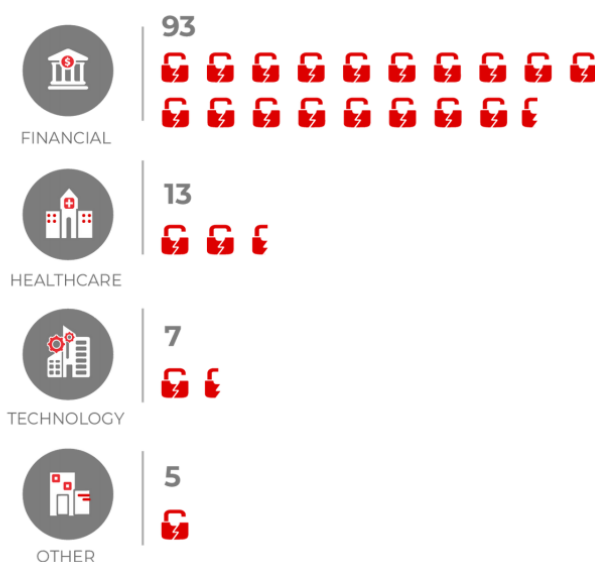 93
FINANCIAL
13
HEALTHCARE
7
TECHNOLOGY
5
OTHER